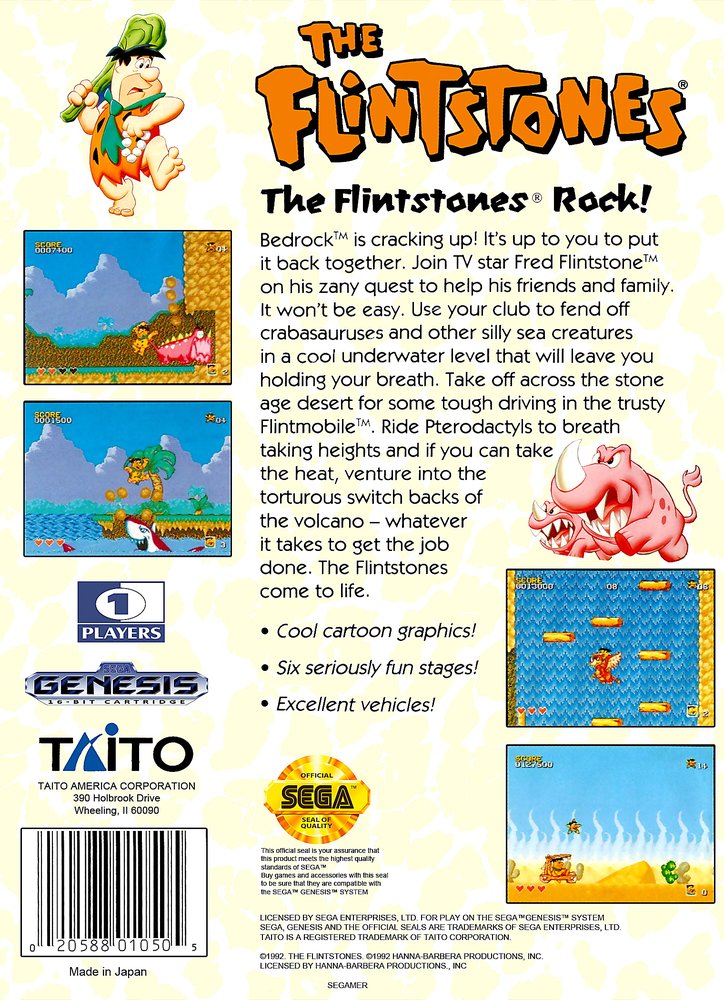 THE
FLINTSTONES®
The Flintstones® Rock!
Bedrock™ is cracking up! It's up to you to put
it back together. Join TV star Fred Flintstone™
on his zany quest to help his friends and family.
It won't be easy. Use your club to fend off
crabasauruses and other silly sea creatures
in a cool underwater level that will leave you
holding your breath. Take off across the stone
age desert for some tough driving in the trusty
Flintmobile™. Ride Pterodactyls to breath
taking heights and if you can take
the heat, venture into the
torturous switch backs of
the volcano – whatever
it takes to get the job
done. The Flintstones
come to life.
• Cool cartoon graphics!
• Six seriously fun stages!
• Excellent vehicles!
SCORE
0007400
04
2
SCORE
0001500
04
3
1
PLAYERS
SEGA
GENESIS
16-BIT CARTRIDGE
TAITO
TAITO AMERICA CORPORATION
390 Holbrook Drive
Wheeling, Il 60090
0 20588 01050 5
Made in Japan
SCORE
0013000
08
08
2
SCORE
0127500
14
0
OFFICIAL
SEGA™
SEAL OF
QUALITY
This official seal is your assurance that
this product meets the highest quality
standards of SEGA™
Buy games and accessories with this seal
to be sure that they are compatible with
the SEGA™ GENESIS™ SYSTEM
LICENSED BY SEGA ENTERPRISES, LTD. FOR PLAY ON THE SEGA™GENESIS™ SYSTEM
SEGA, GENESIS AND THE OFFICIAL SEALS ARE TRADEMARKS OF SEGA ENTERPRISES, LTD.
TAITO IS A REGISTERED TRADEMARK OF TAITO CORPORATION.
©1992. THE FLINTSTONES. ©1992 HANNA-BARBERA PRODUCTIONS, INC.
LICENSED BY HANNA-BARBERA PRODUCTIONS., INC
SEGAMER